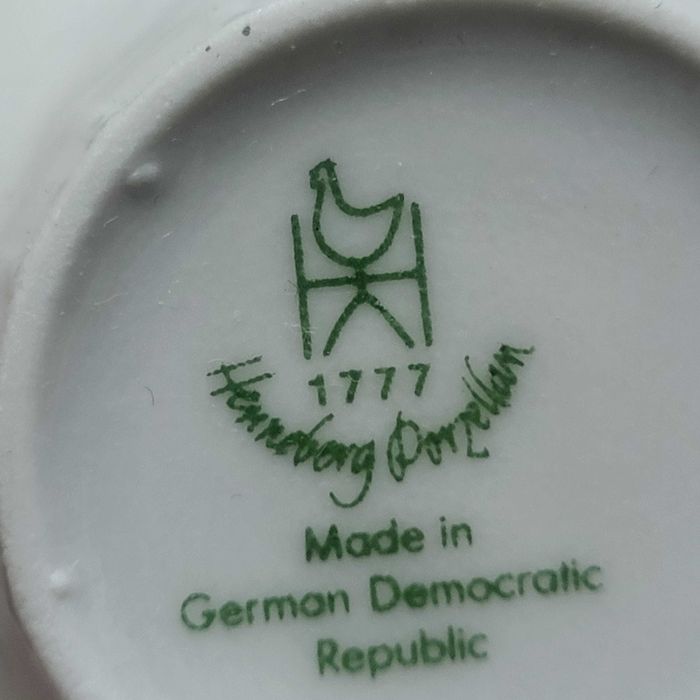 1777
Henneberg Porzellan
Made in
German Democratic
Republic